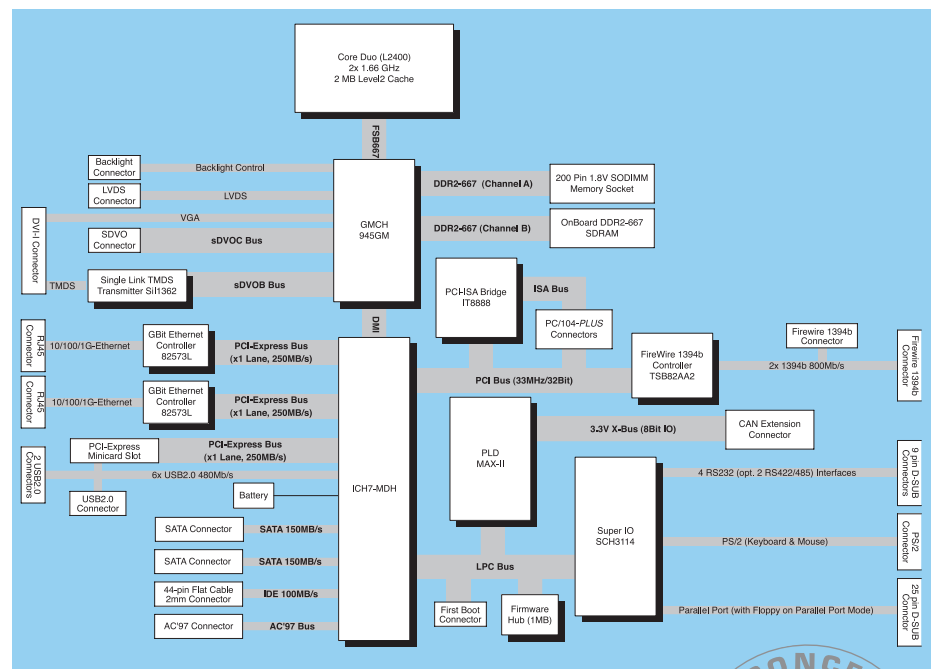 Core Duo (L2400)
2x 1.66 GHz
2 MB Level2 Cache
FSB667
Backlight
Connector
Backlight Control
LVDS
Connector
LVDS
VGA
DVI-I Connector
SDVO
Connector
sDVOC Bus
TMDS
Single Link TMDS
Transmitter SiI1362
sDVOB Bus
GMCH
945GM
DDR2-667 (Channel A)
200 Pin 1.8V SODIMM
Memory Socket
DDR2-667 (Channel B)
OnBoard DDR2-667
SDRAM
DMI
PCI-ISA Bridge
IT8888
ISA Bus
PC/104-PLUS
Connectors
PCI Bus (33MHz/32Bit)
FireWire 1394b
Controller
TSB82AA2
Firewire 1394b
Connector
2x 1394b 800Mb/s
Firewire 1394b
Connector
RJ45
Connector
10/100/1G-Ethernet
GBit Ethernet
Controller
82573L
PCI-Express Bus
(x1 Lane, 250MB/s)
RJ45
Connector
10/100/1G-Ethernet
GBit Ethernet
Controller
82573L
PCI-Express Bus
(x1 Lane, 250MB/s)
2 USB2.0
Connectors
PCI-Express
Minicard Slot
PCI-Express Bus
(x1 Lane, 250MB/s)
6x USB2.0 480Mb/s
USB2.0
Connector
Battery
ICH7-MDH
SATA Connector
SATA 150MB/s
SATA Connector
SATA 150MB/s
44-pin Flat Cable
2mm Connector
IDE 100MB/s
AC'97 Connector
AC'97 Bus
PLD
MAX-II
3.3V X-Bus (8Bit IO)
CAN Extension
Connector
LPC Bus
First Boot
Connector
Firmware
Hub (1MB)
Super IO
SCH3114
4 RS232 (opt. 2 RS422/485) Interfaces
9 pin D-SUB
Connectors
PS/2 (Keyboard & Mouse)
PS/2
Connector
Parallel Port (with Floppy on Parallel Port Mode)
25 pin D-SUB
Connctor